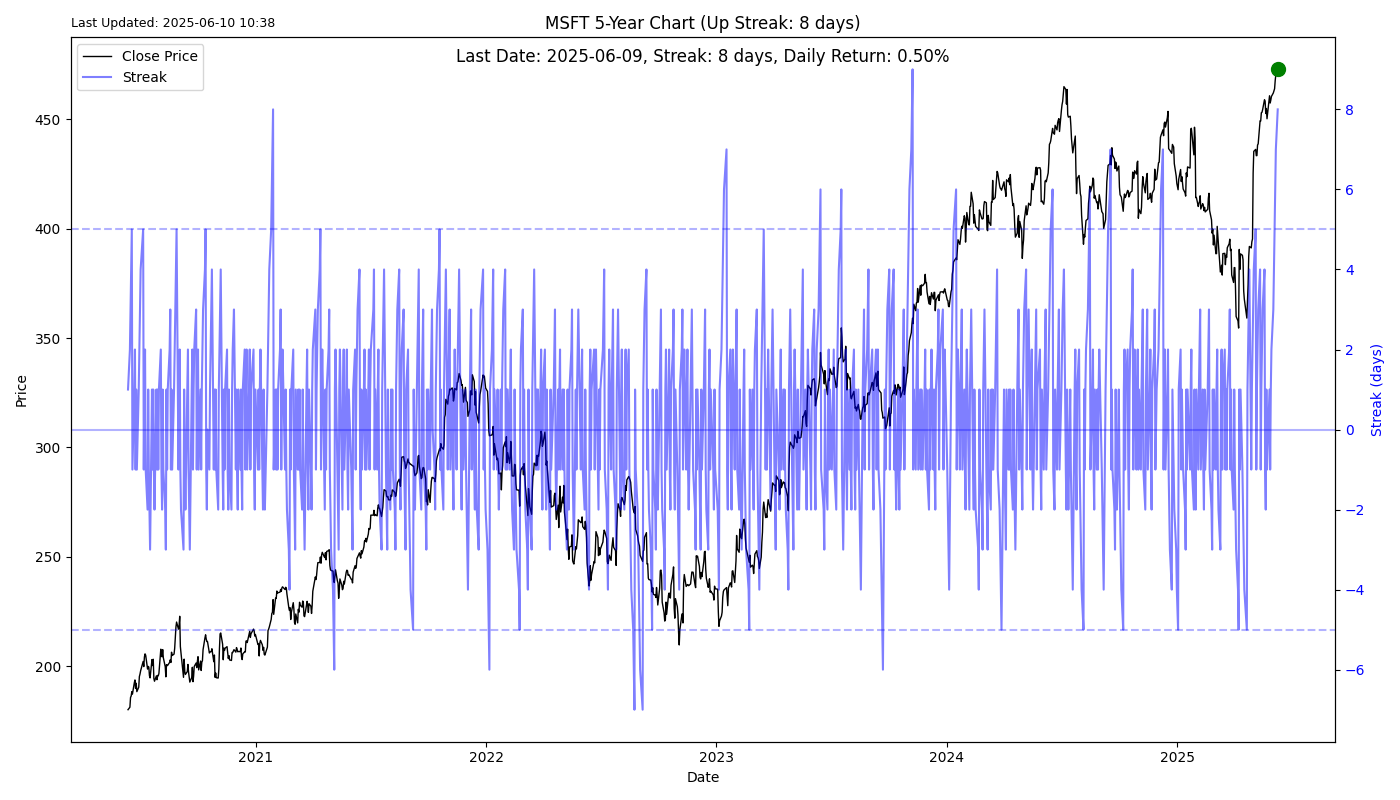 Last Updated: 2025-06-10 10:38
MSFT 5-Year Chart (Up Streak: 8 days)
Last Date: 2025-06-09, Streak: 8 days, Daily Return: 0.50%
Close Price
Streak
Price
450
400
350
300
250
200
8
6
4
2
0
−2
−4
−6
Streak (days)
2021
2022
2023
2024
2025
Date